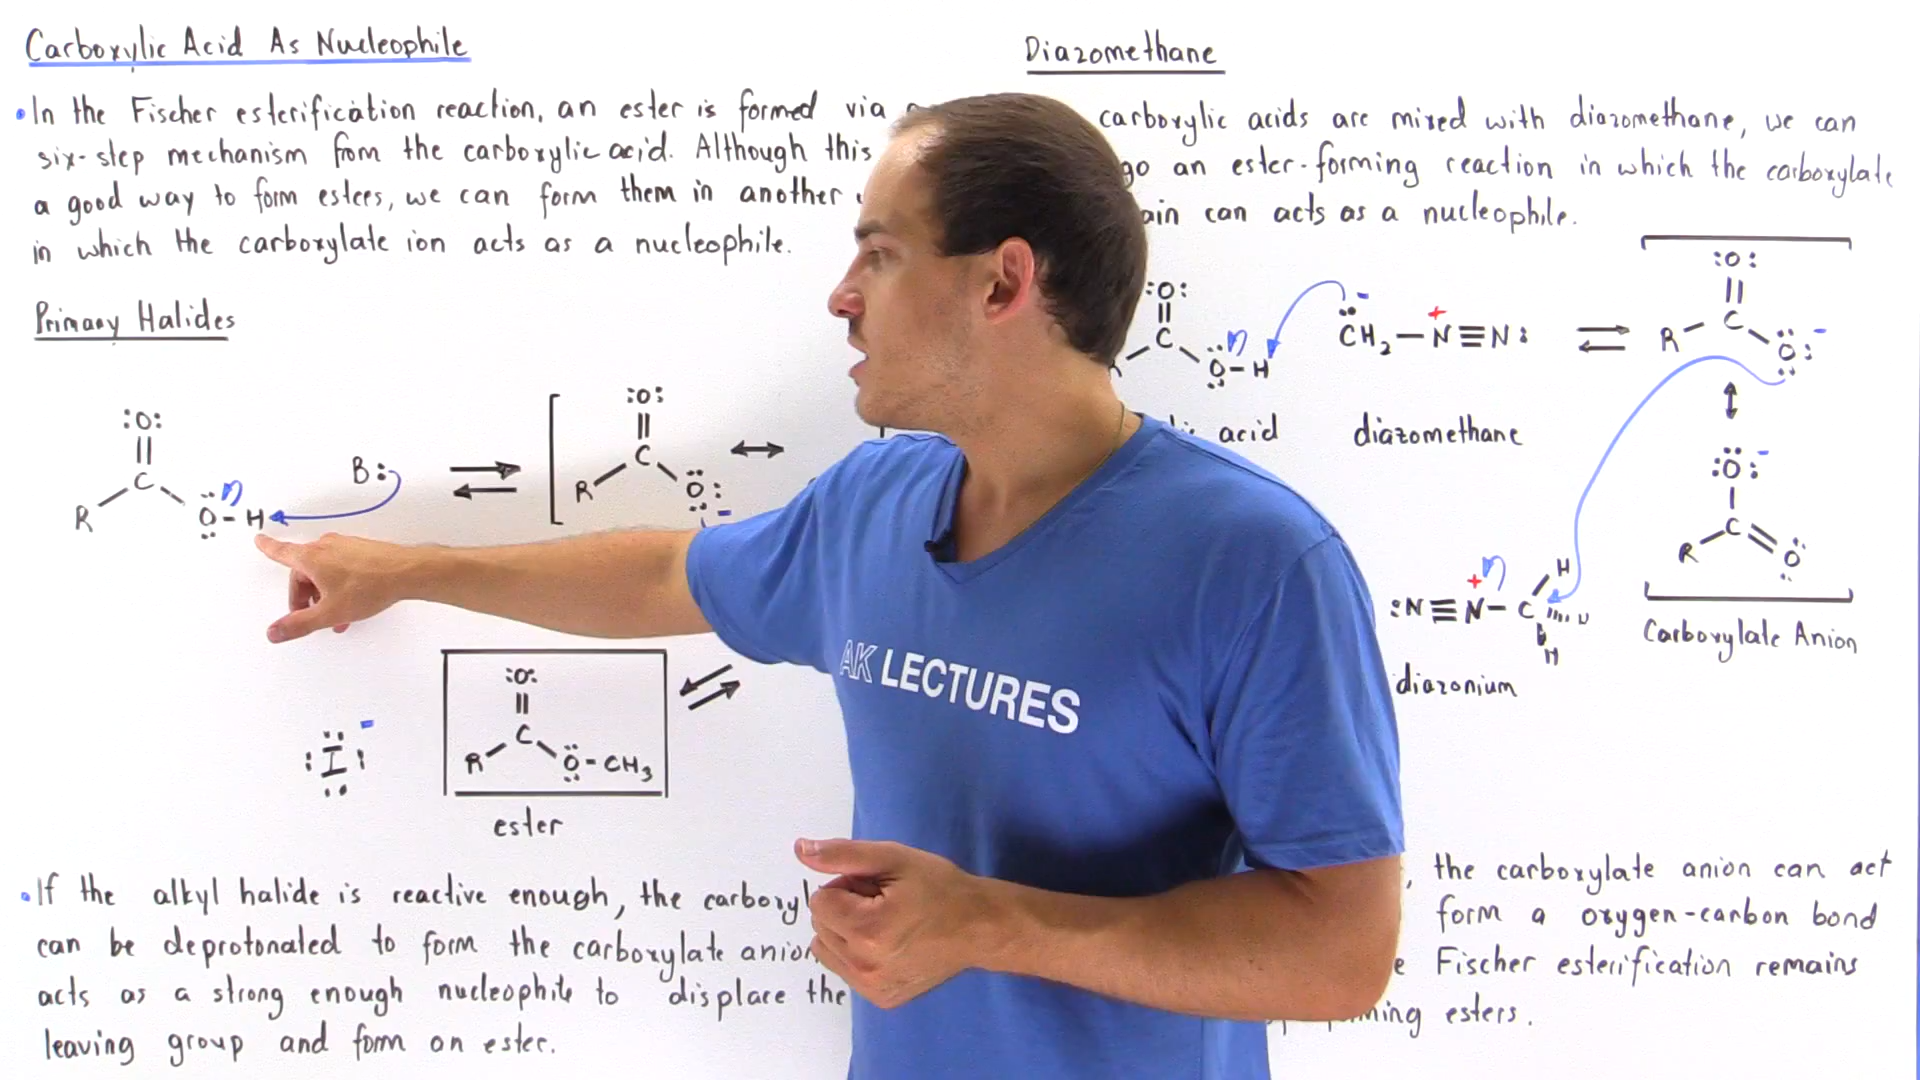 Carboxylic Acid As Nucleophile
• In the Fischer esterification reaction, an ester is formed via a
six-step mechanism from the carboxylic acid. Although this
a good way to form esters, we can form them in another
in which the carboxylate ion acts as a nucleophile.
Primary Halides
:O:
C
R
O-H
B:
:O:
C
R
O:
-
:I:
-
:O:
C
R
O-CH3
ester
• If the alkyl halide is reactive enough, the carboxyl
can be deprotonated to form the carboxylate anion
acts as a strong enough nucleophile to displace the
leaving group and form an ester.
Diazomethane
carboxylic acids are mixed with diazomethane, we can
go an ester-forming reaction in which the carboxylate
ain can acts as a nucleophile.
:O:
C
O-H
CH2-N≡N:
- +
:O:
R C O: -
acid
diazomethane
:O: -
R C O
:N≡N-C
+
H
H
Carboxylate Anion
diazonium
AK LECTURES
, the carboxylate anion can act
form a oxygen-carbon bond
e Fischer esterification remains
forming esters.